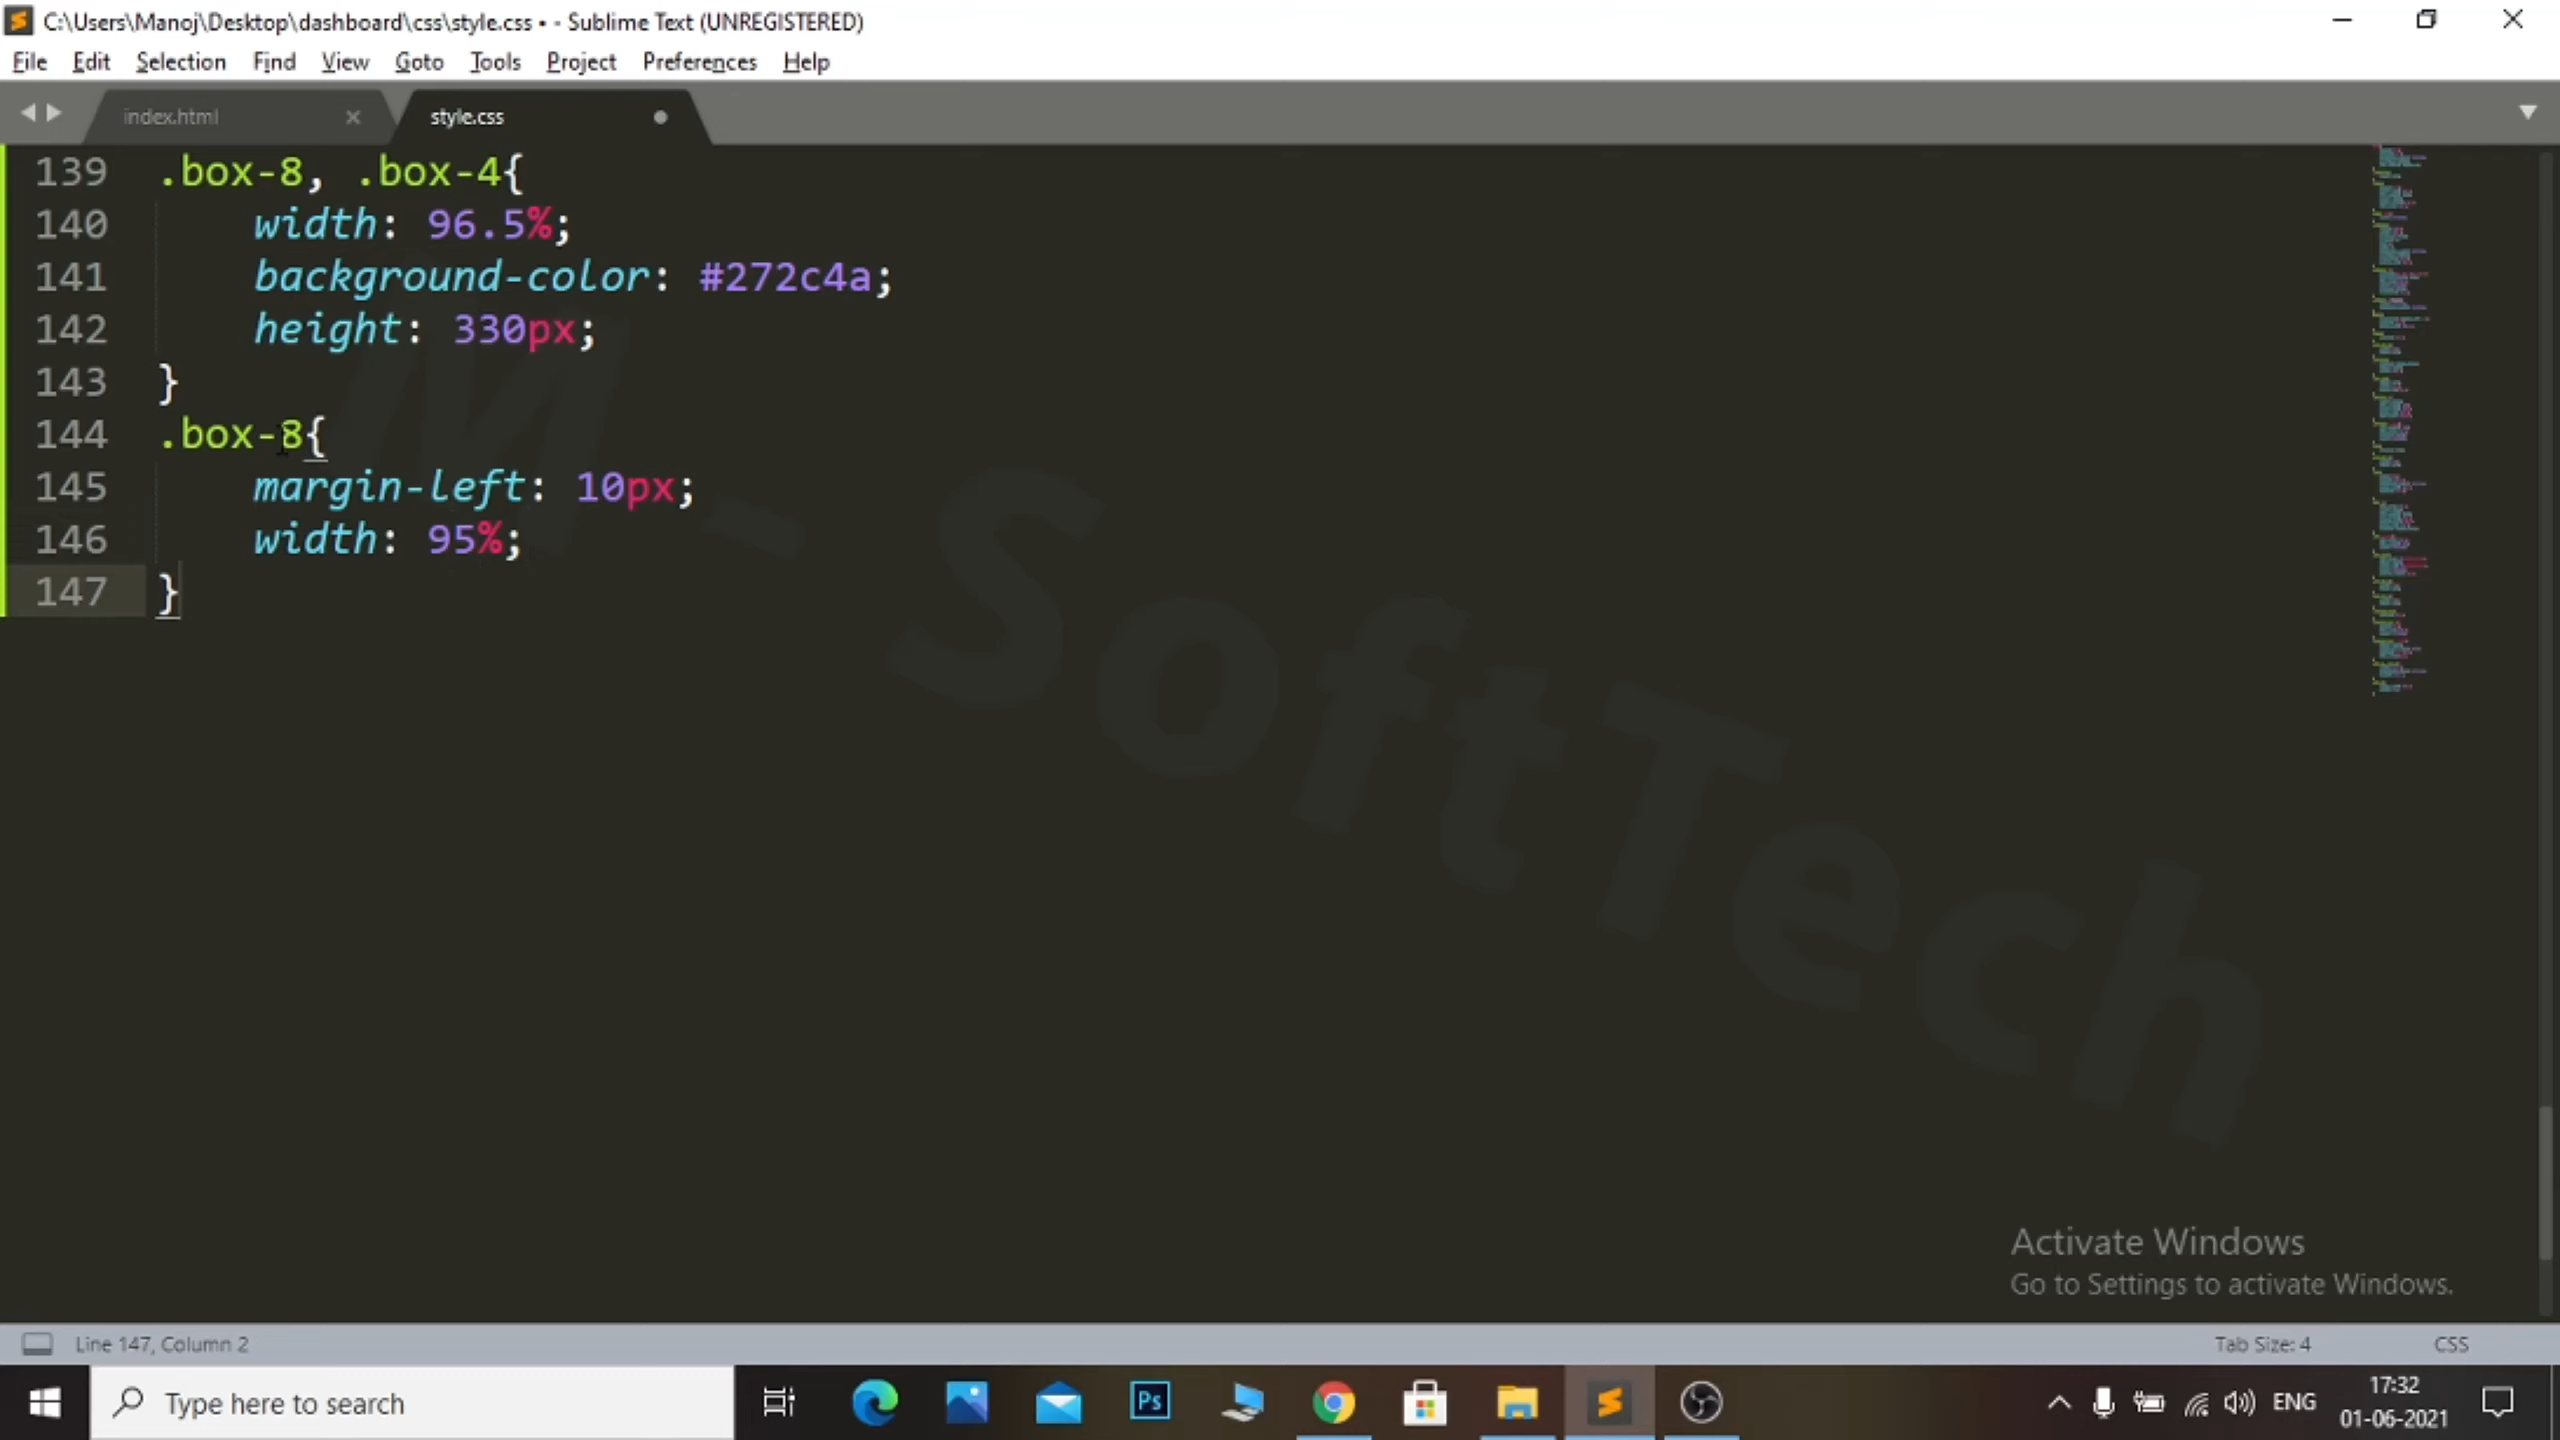 C:\Users\Manoj\Desktop\dashboard\css\style.css • - Sublime Text (UNREGISTERED)
File Edit Selection Find View Goto Tools Project Preferences Help
index.html style.css
139 .box-8, .box-4{
140 width: 96.5%;
141 background-color: #272c4a;
142 height: 330px;
143 }
144 .box-8{
145 margin-left: 10px;
146 width: 95%;
147 }
M - SoftTech
Activate Windows
Go to Settings to activate Windows.
Line 147, Column 2 Tab Size: 4 CSS
Type here to search Ps ENG 17:32
01-06-2021